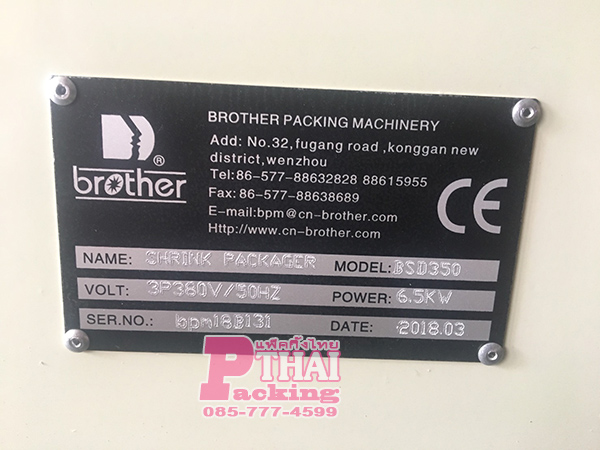 BROTHER PACKING MACHINERY
Add: No.32,fugang road ,konggan new
district,wenzhou
Tel:86-577-88632828 88615955
Fax: 86-577-88638689
E-mail:bpm@cn-brother.com
Http://www.cn-brother.com
®
brother
CE
NAME: SHRINK PACKAGER MODEL: BSD350
VOLT: 3P380V/50HZ POWER: 6.5KW
SER.NO.: bpm18B131 DATE: 2018.03
แพ็คกิ้งไทย
PTHAI
Packing
085-777-4599